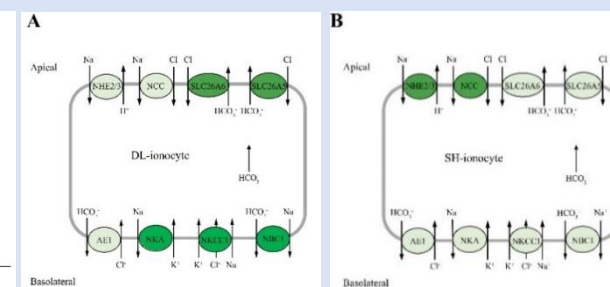 A
Apical
Na Na Cl Cl Cl
NHE2/3 NCC SLC26A6 SLC26A5
H⁺ HCO₃⁻ HCO₃⁻
DL-ionocyte
HCO₃⁻
HCO₃⁻ Na HCO₃⁻ Na
AE1 NKA NKCC1 NBC1
Cl⁻ K⁺ K⁺ Cl⁻ Na
Basolateral
B
Apical
Na Na Cl Cl Cl
NHE2/3 NCC SLC26A6 SLC26A5
H⁺ HCO₃⁻ HCO₃⁻
SH-ionocyte
HCO₃
HCO₃⁻ Na HCO₃ Na
AE1 NKA NKCC1 NBC1
Cl⁻ K⁺ K⁺ Cl⁻ Na⁺
Basolateral